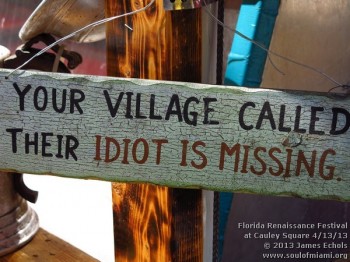 YOUR VILLAGE CALLED
THEIR IDIOT IS MISSING.
Florida Renaissance Festival
at Cauley Square 4/13/13
© 2013 James Echols
www.soulofmiami.org